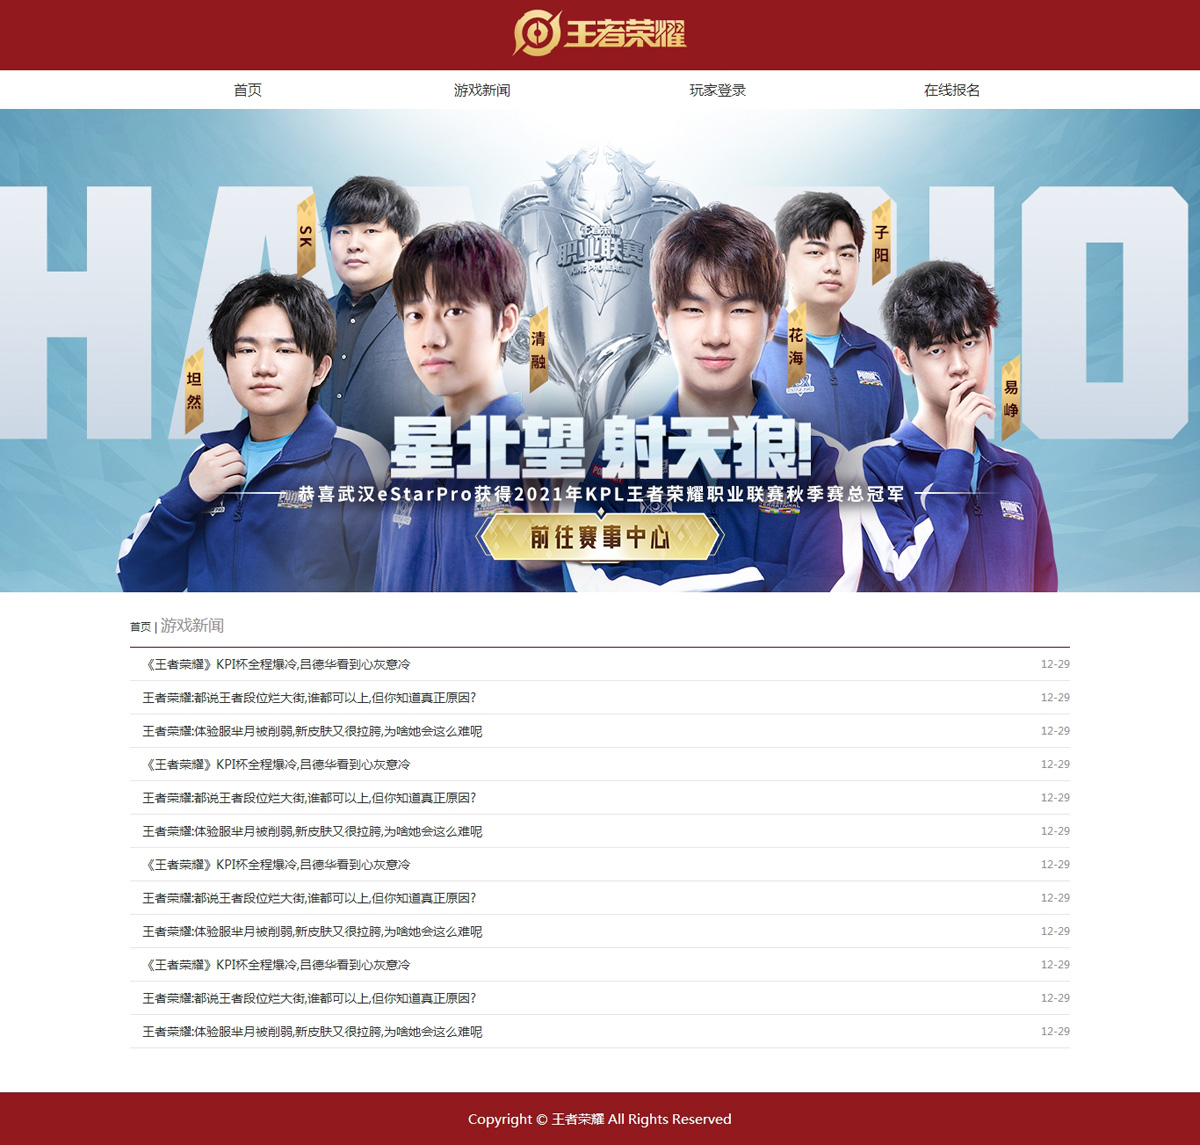 王者荣耀
首页 游戏新闻 玩家登录 在线报名
SK
子阳
清融
花海
坦然
易峥
王者荣耀
职业联赛
KING PRO LEAGUE
星北望 射天狼!
恭喜武汉eStarPro获得2021年KPL王者荣耀职业联赛秋季赛总冠军
前往赛事中心
首页 | 游戏新闻
《王者荣耀》KPI杯全程爆冷,吕德华看到心灰意冷 12-29
王者荣耀:都说王者段位烂大街,谁都可以上,但你知道真正原因? 12-29
王者荣耀:体验服芈月被削弱,新皮肤又很拉胯,为啥她会这么难呢 12-29
《王者荣耀》KPI杯全程爆冷,吕德华看到心灰意冷 12-29
王者荣耀:都说王者段位烂大街,谁都可以上,但你知道真正原因? 12-29
王者荣耀:体验服芈月被削弱,新皮肤又很拉胯,为啥她会这么难呢 12-29
《王者荣耀》KPI杯全程爆冷,吕德华看到心灰意冷 12-29
王者荣耀:都说王者段位烂大街,谁都可以上,但你知道真正原因? 12-29
王者荣耀:体验服芈月被削弱,新皮肤又很拉胯,为啥她会这么难呢 12-29
《王者荣耀》KPI杯全程爆冷,吕德华看到心灰意冷 12-29
王者荣耀:都说王者段位烂大街,谁都可以上,但你知道真正原因? 12-29
王者荣耀:体验服芈月被削弱,新皮肤又很拉胯,为啥她会这么难呢 12-29
Copyright © 王者荣耀 All Rights Reserved